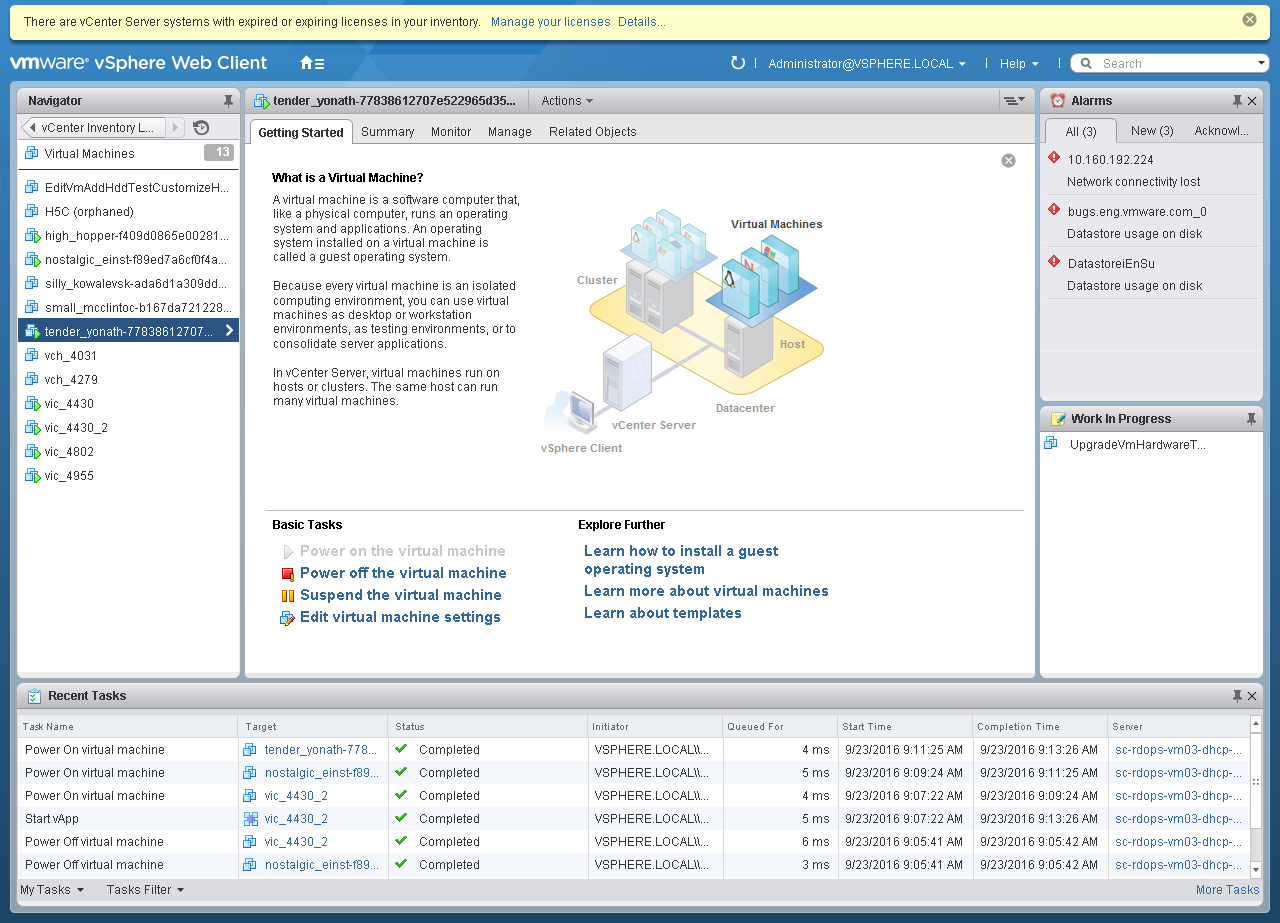 There are vCenter Server systems with expired or expiring licenses in your inventory. Manage your licenses Details...
vmware® vSphere Web Client
Administrator@VSPHERE.LOCAL
Help
Search
Navigator
vCenter Inventory L...
Virtual Machines 13
EditVmAddHddTestCustomizeH...
H5C (orphaned)
high_hopper-f409d0865e00281...
nostalgic_einst-f89ed7a6cf0f4a...
silly_kowalevsk-ada6d1a309dd...
small_mcclintoc-b167da721228...
tender_yonath-77838612707...
vch_4031
vch_4279
vic_4430
vic_4430_2
vic_4802
vic_4955
tender_yonath-77838612707e522965d35... Actions
Getting Started Summary Monitor Manage Related Objects
What is a Virtual Machine?
A virtual machine is a software computer that,
like a physical computer, runs an operating
system and applications. An operating
system installed on a virtual machine is
called a guest operating system.
Because every virtual machine is an isolated
computing environment, you can use virtual
machines as desktop or workstation
environments, as testing environments, or to
consolidate server applications.
In vCenter Server, virtual machines run on
hosts or clusters. The same host can run
many virtual machines.
Virtual Machines
Cluster
Host
Datacenter
vCenter Server
vSphere Client
Basic Tasks
Power on the virtual machine
Power off the virtual machine
Suspend the virtual machine
Edit virtual machine settings
Explore Further
Learn how to install a guest
operating system
Learn more about virtual machines
Learn about templates
Alarms
All (3) New (3) Acknowl...
10.160.192.224
Network connectivity lost
bugs.eng.vmware.com_0
Datastore usage on disk
DatastoreiEnSu
Datastore usage on disk
Work In Progress
UpgradeVmHardwareT...
Recent Tasks
Task Name Target Status Initiator Queued For Start Time Completion Time Server
Power On virtual machine tender_yonath-778... Completed VSPHERE.LOCAL\\... 4 ms 9/23/2016 9:11:25 AM 9/23/2016 9:13:26 AM sc-rdops-vm03-dhcp-...
Power On virtual machine nostalgic_einst-f89... Completed VSPHERE.LOCAL\\... 5 ms 9/23/2016 9:09:24 AM 9/23/2016 9:11:25 AM sc-rdops-vm03-dhcp-...
Power On virtual machine vic_4430_2 Completed VSPHERE.LOCAL\\... 4 ms 9/23/2016 9:07:22 AM 9/23/2016 9:09:24 AM sc-rdops-vm03-dhcp-...
Start vApp vic_4430_2 Completed VSPHERE.LOCAL\\... 5 ms 9/23/2016 9:07:22 AM 9/23/2016 9:13:26 AM sc-rdops-vm03-dhcp-...
Power Off virtual machine vic_4430_2 Completed VSPHERE.LOCAL\\... 6 ms 9/23/2016 9:05:41 AM 9/23/2016 9:05:42 AM sc-rdops-vm03-dhcp-...
Power Off virtual machine nostalgic_einst-f89... Completed VSPHERE.LOCAL\\... 3 ms 9/23/2016 9:05:41 AM 9/23/2016 9:05:42 AM sc-rdops-vm03-dhcp-...
My Tasks Tasks Filter More Tasks